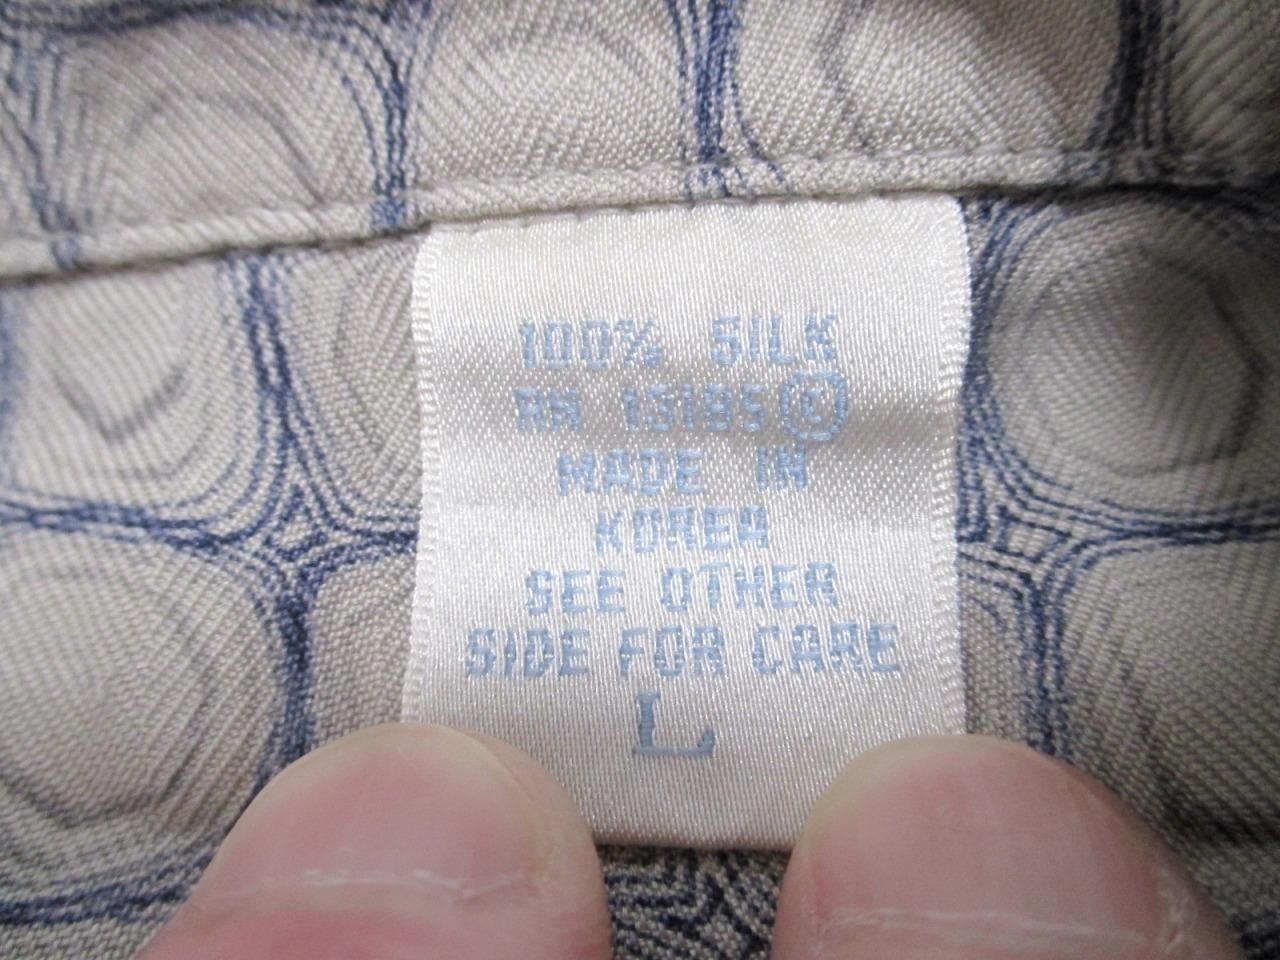 100% SILK
RN 13195 ©
MADE IN
KOREA
SEE OTHER
SIDE FOR CARE
L